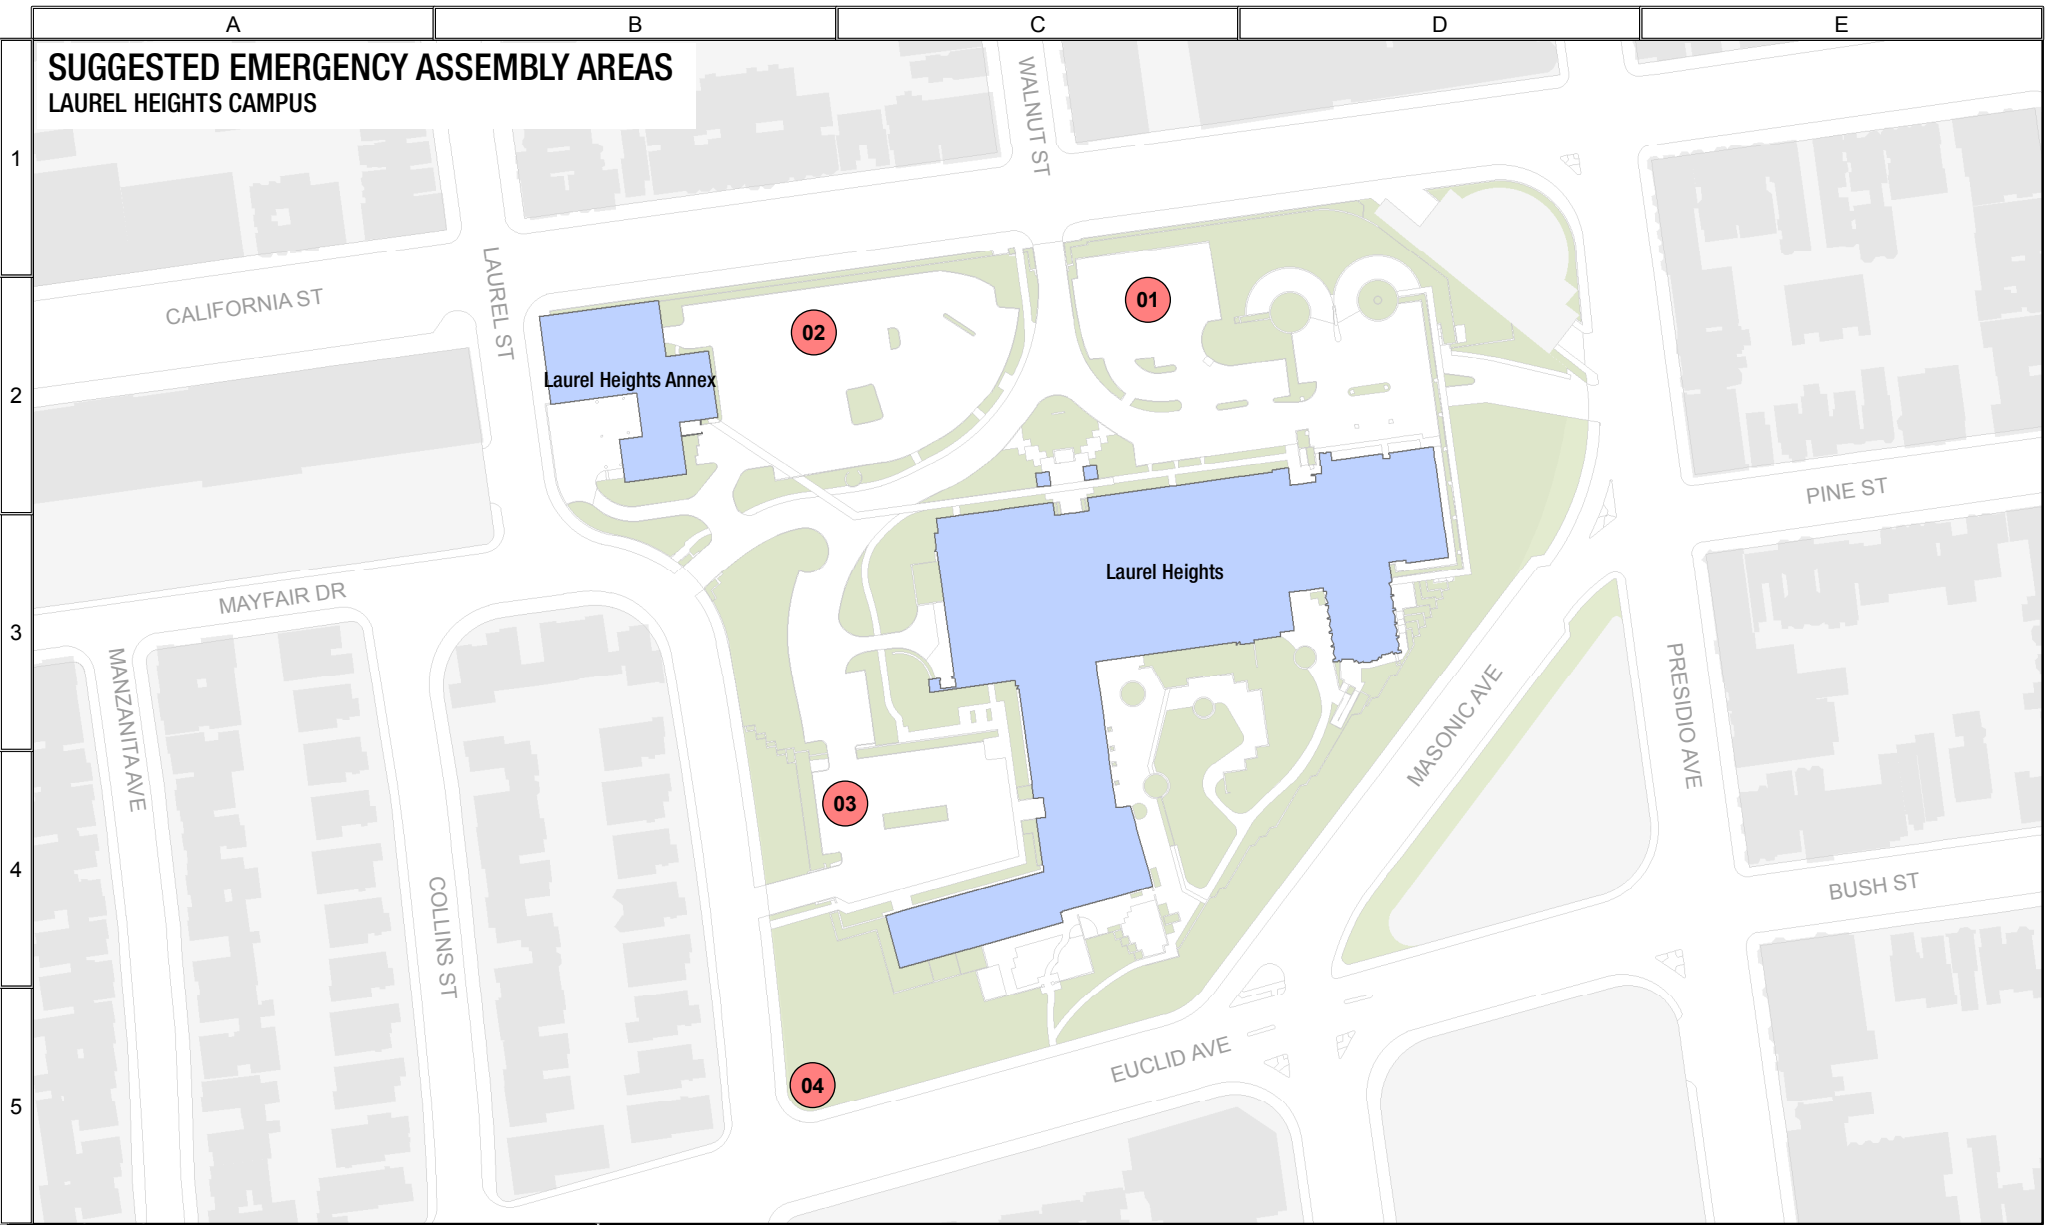 A B C D E
SUGGESTED EMERGENCY ASSEMBLY AREAS
LAUREL HEIGHTS CAMPUS
1
WALNUT ST
CALIFORNIA ST
LAUREL ST
01
02
2
Laurel Heights Annex
PINE ST
Laurel Heights
MAYFAIR DR
3
MANZANITA AVE
MASONIC AVE
PRESIDIO AVE
03
4
COLLINS ST
BUSH ST
EUCLID AVE
04
5